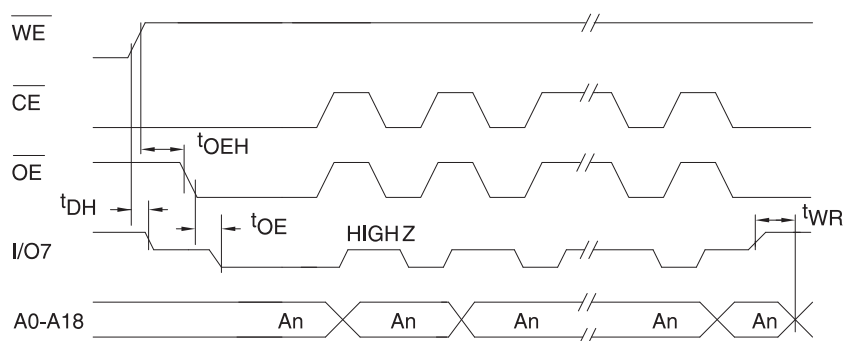 WE
CE
tOEH
OE
tDH
tOE
tWR
HIGH Z
I/O7
A0-A18 An An An An An